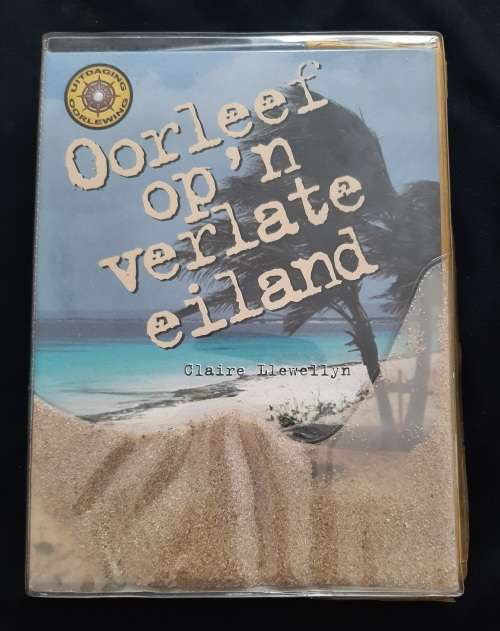 UITDAGING
OORLEWING
Oorleef
op 'n
verlate
eiland
Claire Llewellyn